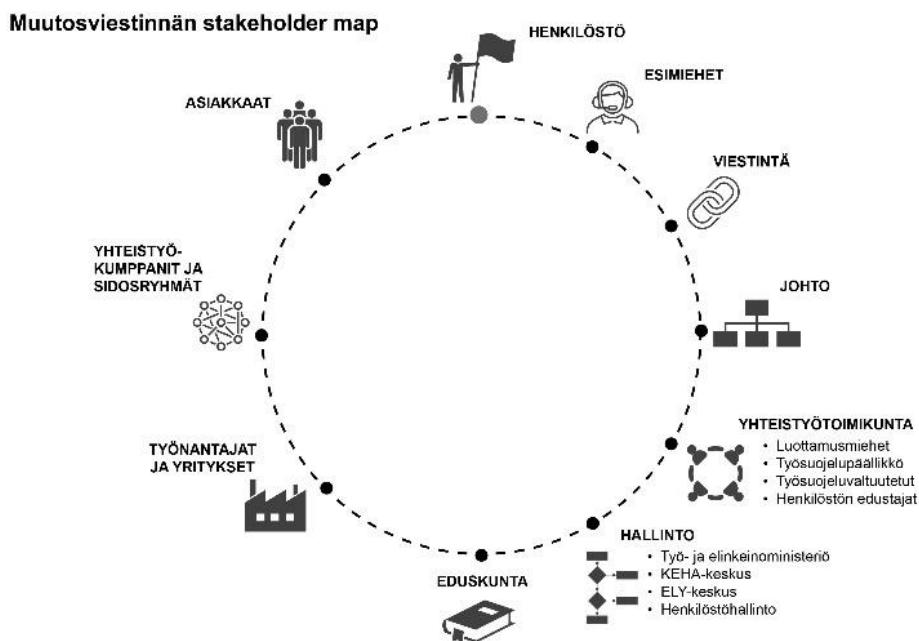 Muutosviestinnän stakeholder map
HENKILÖSTÖ
ESIMIEHET
VIESTINTÄ
JOHTO
YHTEISTYÖTOIMIKUNTA
• Luottamusmiehet
• Työsuojelupäällikkö
• Työsuojeluvaltuutetut
• Henkilöstön edustajat
HALLINTO
• Työ- ja elinkeinoministeriö
• KEHA-keskus
• ELY-keskus
• Henkilöstöhallinto
EDUSKUNTA
TYÖNANTAJAT
JA YRITYKSET
YHTEISTYÖ-
KUMPPANIT JA
SIDOSRYHMÄT
ASIAKKAAT